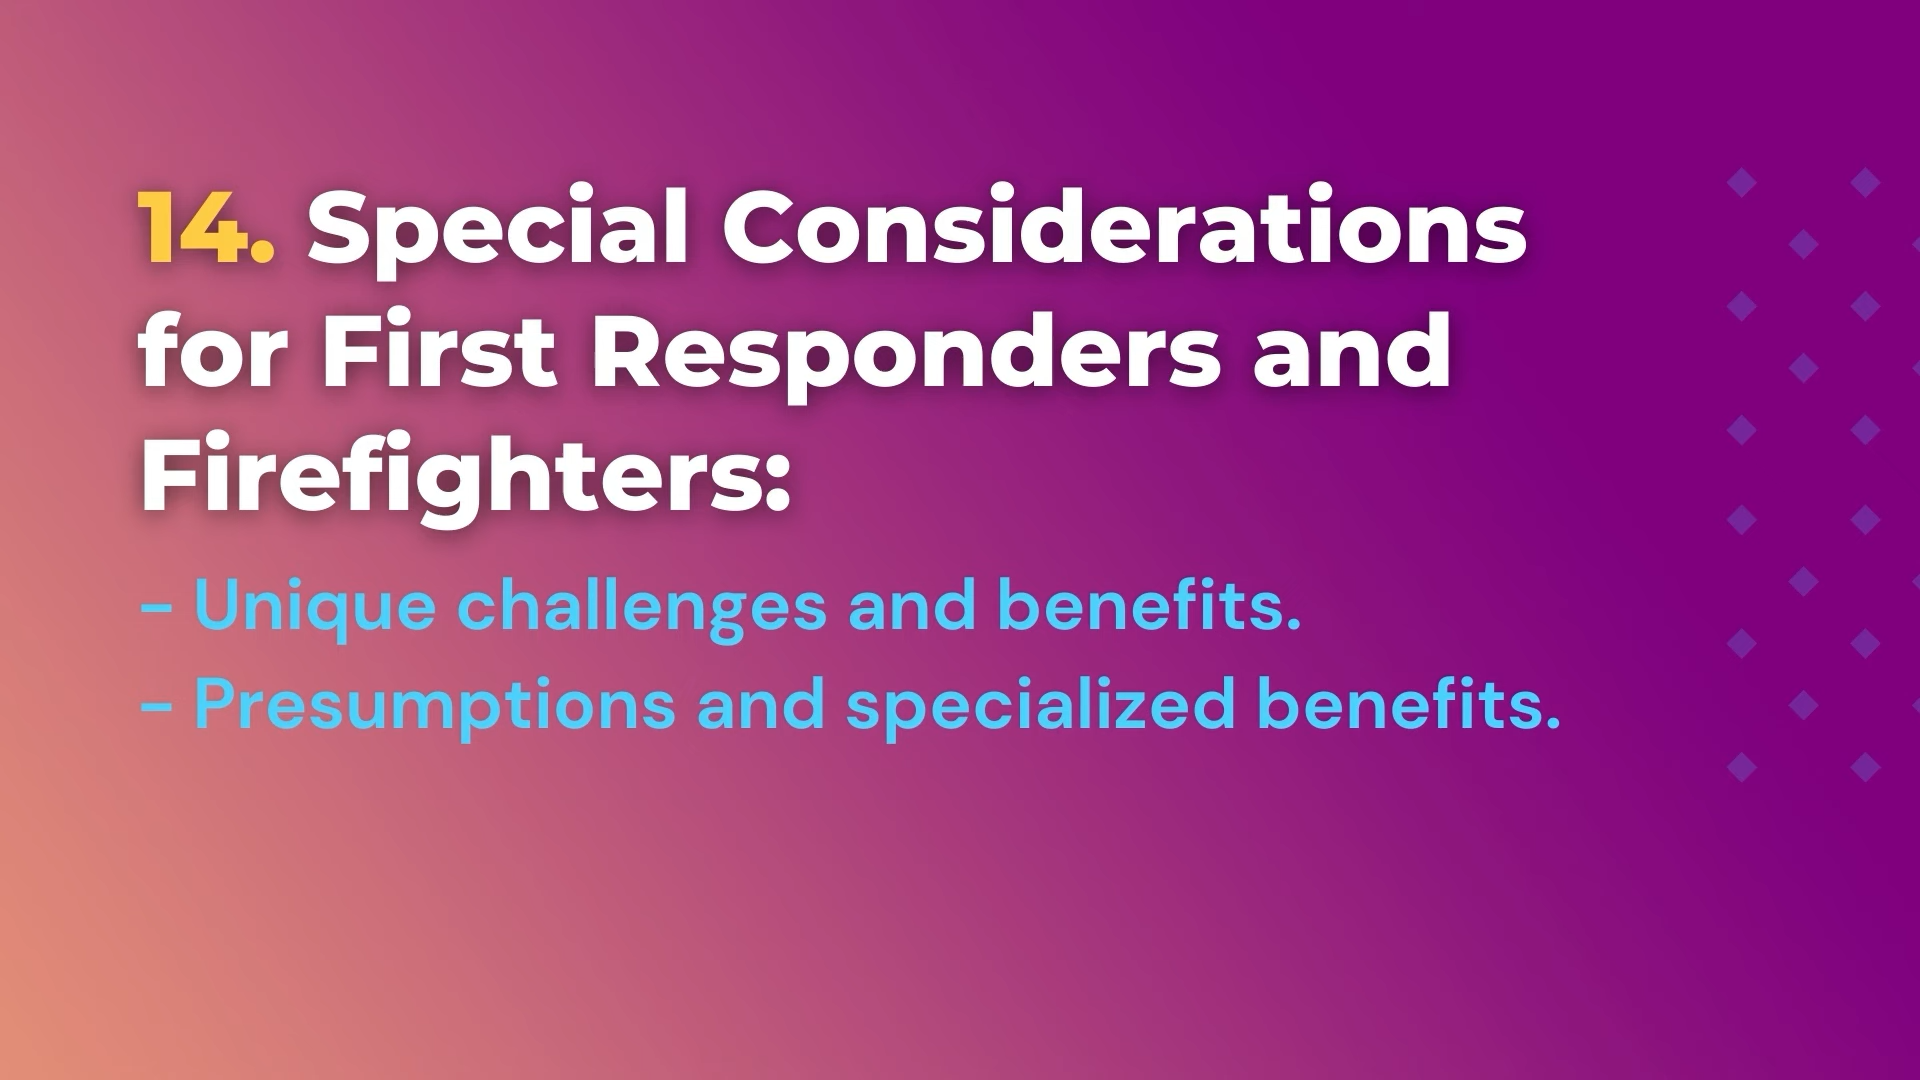 14. Special Considerations
for First Responders and
Firefighters:
- Unique challenges and benefits.
- Presumptions and specialized benefits.